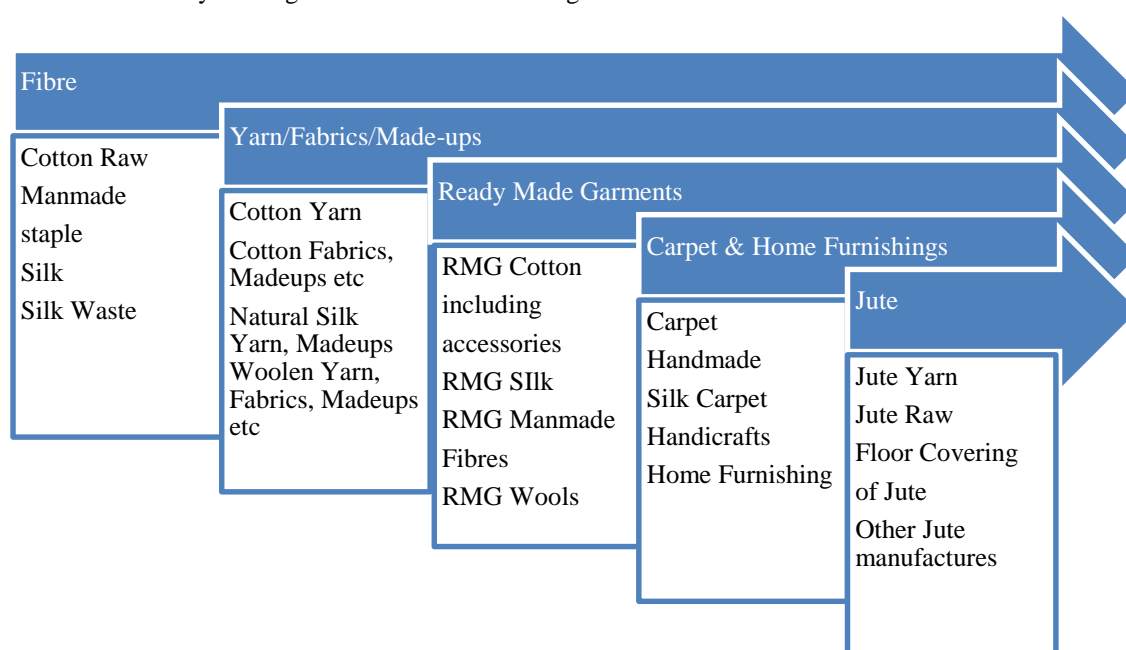 Fibre
Cotton Raw
Manmade
staple
Silk
Silk Waste
Yarn/Fabrics/Made-ups
Cotton Yarn
Cotton Fabrics,
Madeups etc
Natural Silk
Yarn, Madeups
Woolen Yarn,
Fabrics, Madeups
etc
Ready Made Garments
RMG Cotton
including
accessories
RMG SIlk
RMG Manmade
Fibres
RMG Wools
Carpet & Home Furnishings
Carpet
Handmade
Silk Carpet
Handicrafts
Home Furnishing
Jute
Jute Yarn
Jute Raw
Floor Covering
of Jute
Other Jute
manufactures